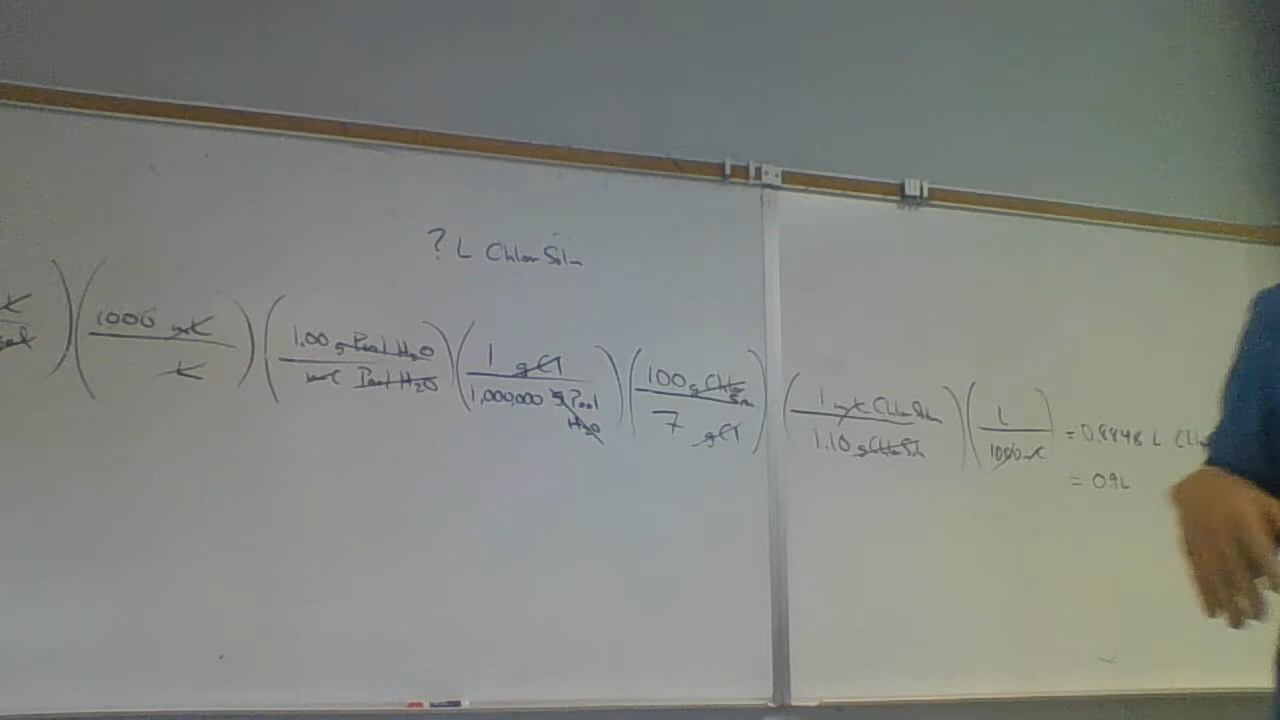 ? L Chlor Soln
1000 mL 1.00 g Pool H₂O 1 g Cl 100 g Chlor Soln 1 mL Chlor Soln L
L mL Pool H₂O 1,000,000 g Pool H₂O 7 g Cl 1.10 g Chlor Soln 1000 mL = 0.8848 L
= 0.9 L